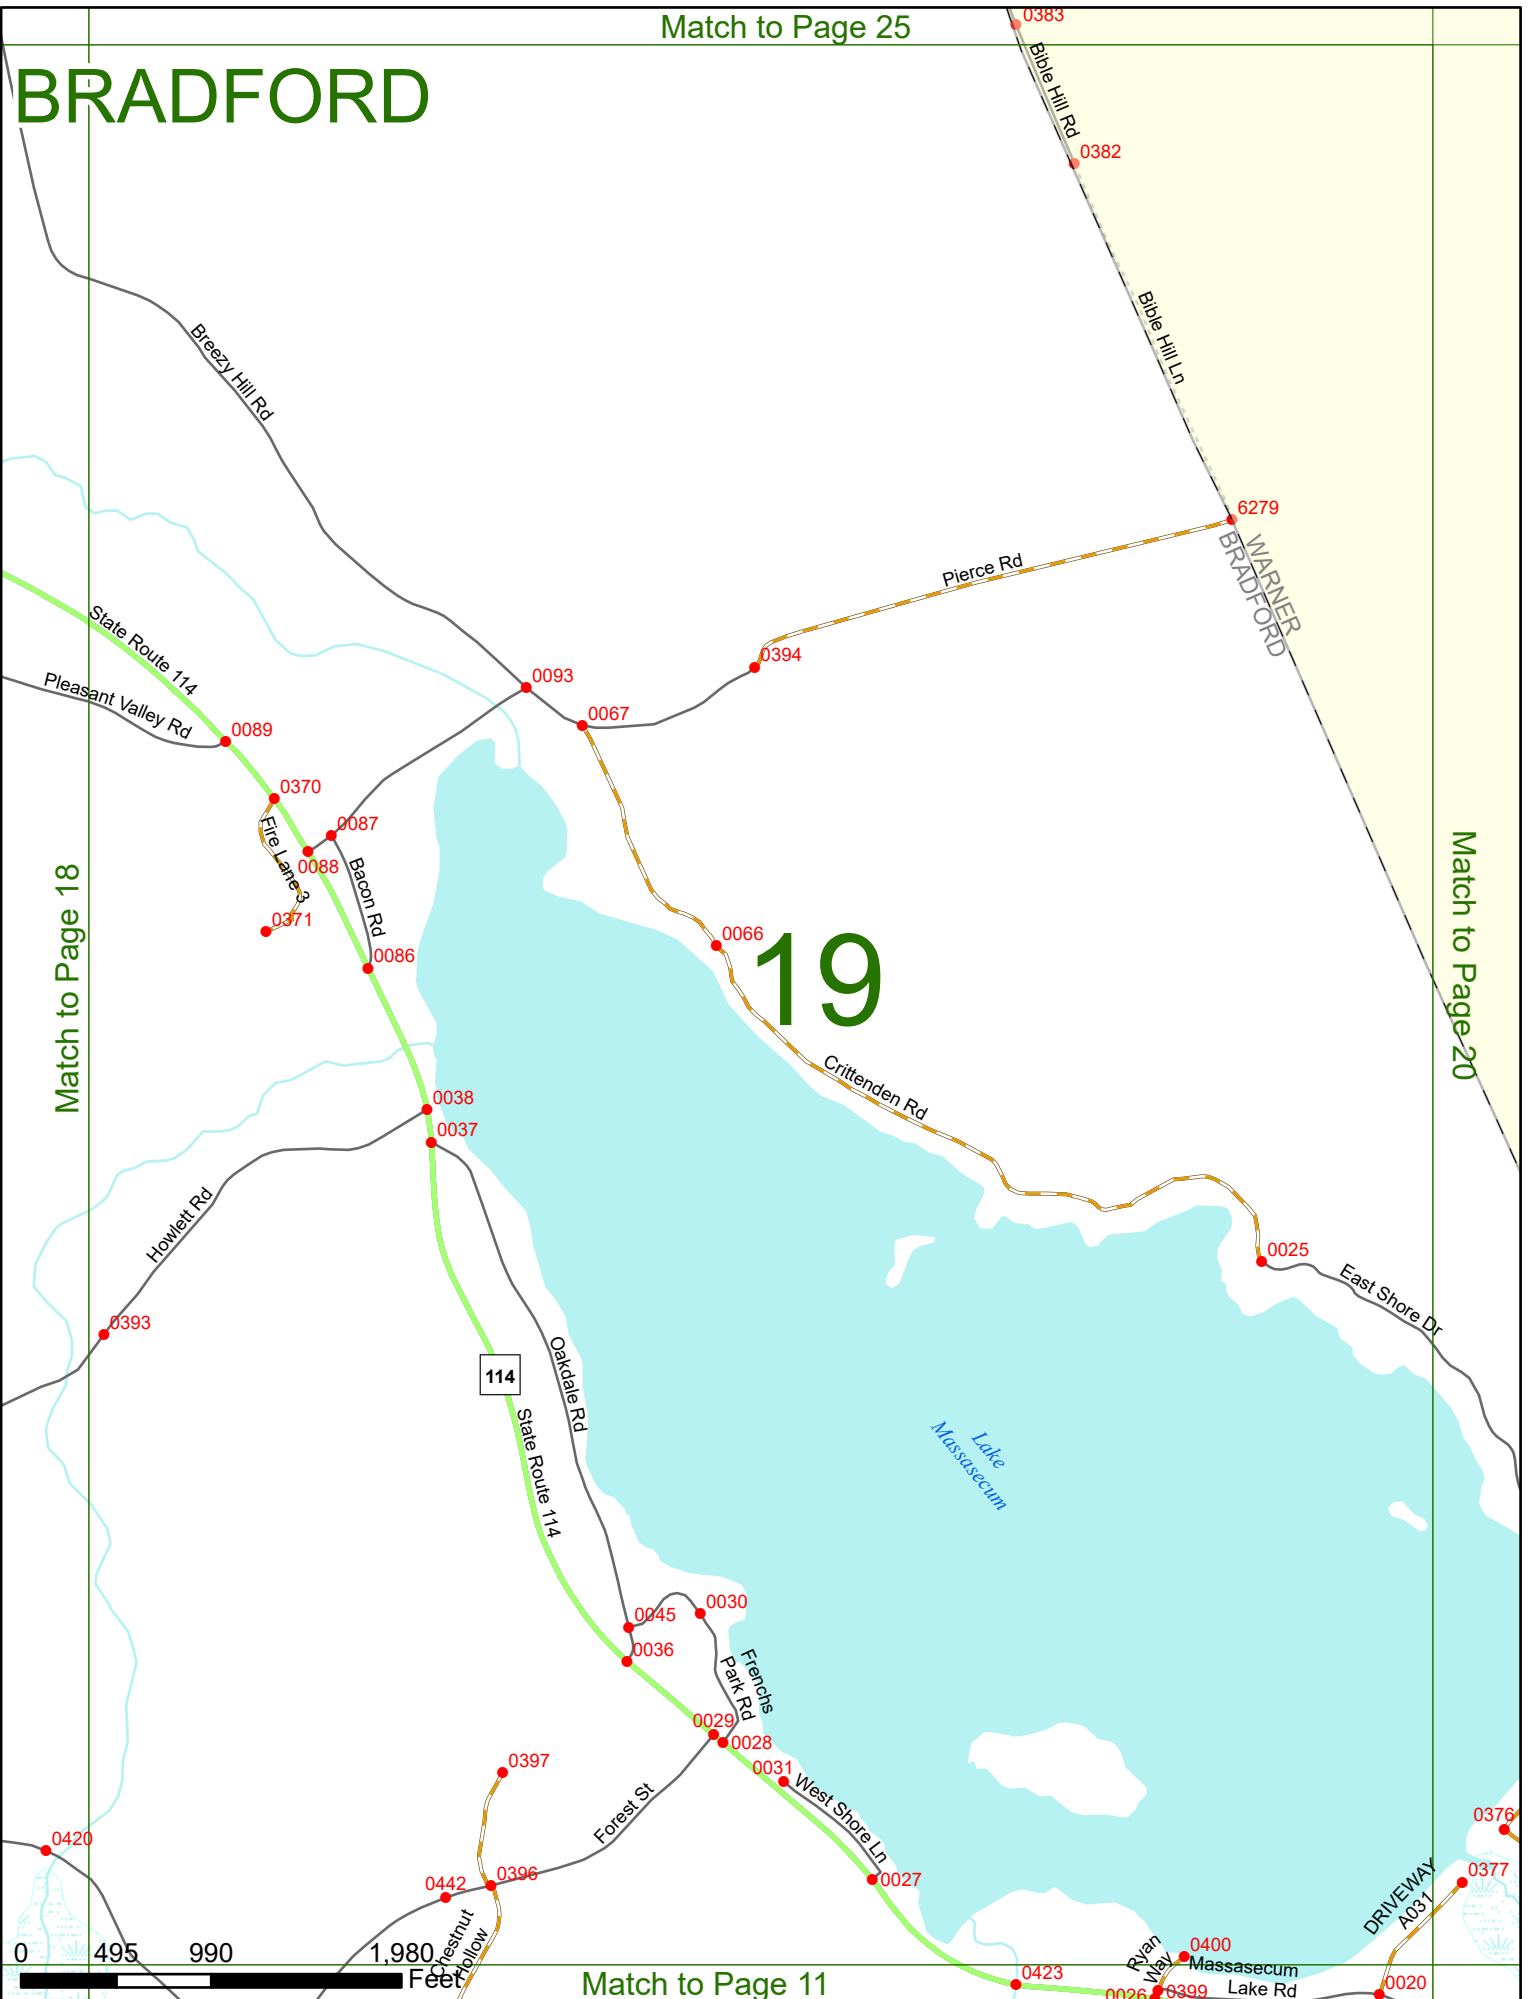 Match to Page 25
0383
BRADFORD
Bible Hill Rd
0382
Bible Hill Ln
Breezy Hill Rd
6279
WARNER
BRADFORD
Pierce Rd
State Route 114
0394
0093
Pleasant Valley Rd
0067
0089
0370
0087
Fire Lane 3
0088
Bacon Rd
Match to Page 18
Match to Page 20
0371
0066
19
0086
Crittenden Rd
0038
0037
Howlett Rd
0025
East Shore Dr
0393
Oakdale Rd
114
State Route 114
Lake
Massasecum
0045
0030
0036
Frenchs
Park Rd
0029
0028
0397
0031
West Shore Ln
Forest St
0376
0420
0396
0027
0377
0442
DRIVEWAY
A031
Chestnut
Hollow
Ryan
Way
0400
0 495 990 1,980
Feet
Massasecum
Lake Rd
Match to Page 11
0423
0026
0399
0020